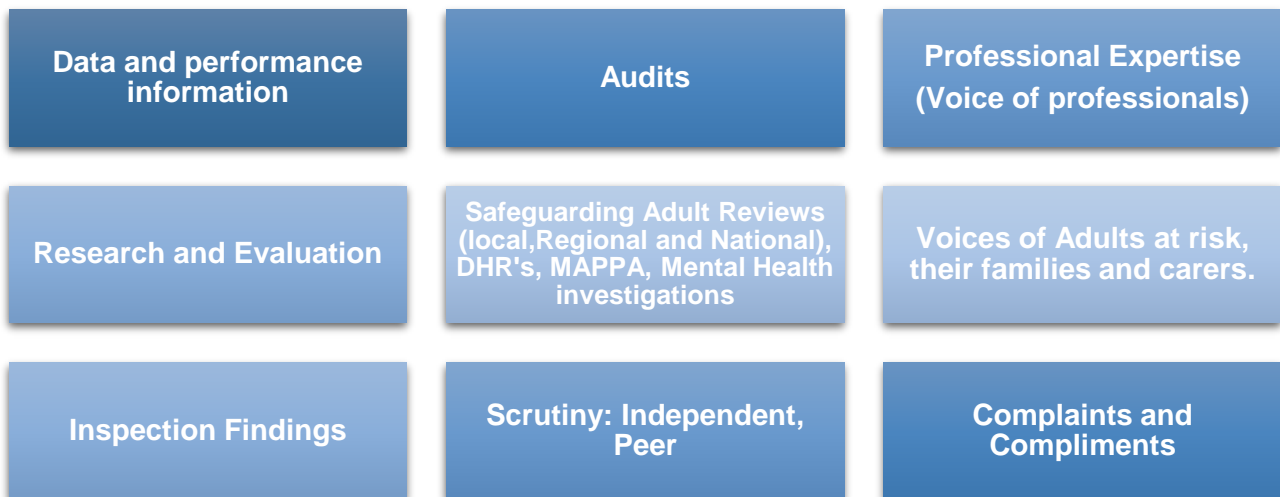 Data and performance
information
Audits
Professional Expertise
(Voice of professionals)
Research and Evaluation
Safeguarding Adult Reviews
(local,Regional and National),
DHR's, MAPPA, Mental Health
investigations
Voices of Adults at risk,
their families and carers.
Inspection Findings
Scrutiny: Independent,
Peer
Complaints and
Compliments